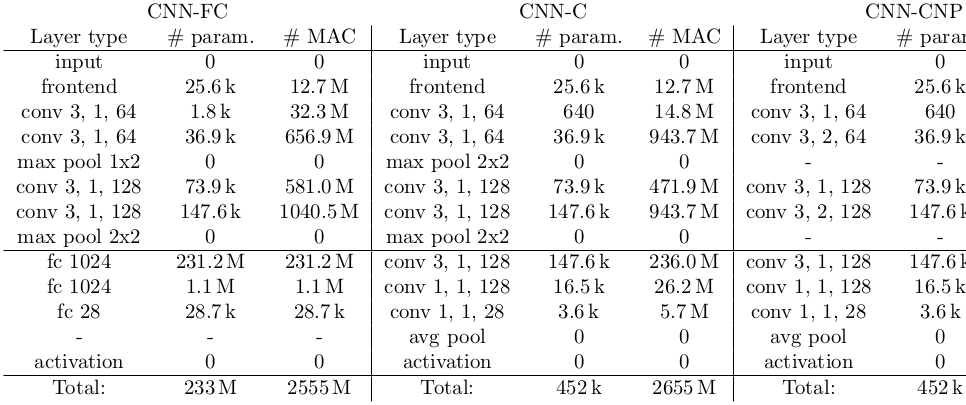 CNN-FC CNN-C CNN-CNP
Layer type # param. # MAC Layer type # param. # MAC Layer type # para
input 0 0 input 0 0 input 0
frontend 25.6 k 12.7 M frontend 25.6 k 12.7 M frontend 25.6 k
conv 3, 1, 64 1.8 k 32.3 M conv 3, 1, 64 640 14.8 M conv 3, 1, 64 640
conv 3, 1, 64 36.9 k 656.9 M conv 3, 1, 64 36.9 k 943.7 M conv 3, 2, 64 36.9 k
max pool 1x2 0 0 max pool 2x2 0 0 - -
conv 3, 1, 128 73.9 k 581.0 M conv 3, 1, 128 73.9 k 471.9 M conv 3, 1, 128 73.9 k
conv 3, 1, 128 147.6 k 1040.5 M conv 3, 1, 128 147.6 k 943.7 M conv 3, 2, 128 147.6 k
max pool 2x2 0 0 max pool 2x2 0 0 - -
fc 1024 231.2 M 231.2 M conv 3, 1, 128 147.6 k 236.0 M conv 3, 1, 128 147.6 k
fc 1024 1.1 M 1.1 M conv 1, 1, 128 16.5 k 26.2 M conv 1, 1, 128 16.5 k
fc 28 28.7 k 28.7 k conv 1, 1, 28 3.6 k 5.7 M conv 1, 1, 28 3.6 k
- - - avg pool 0 0 avg pool 0
activation 0 0 activation 0 0 activation 0
Total: 233 M 2555 M Total: 452 k 2655 M Total: 452 k